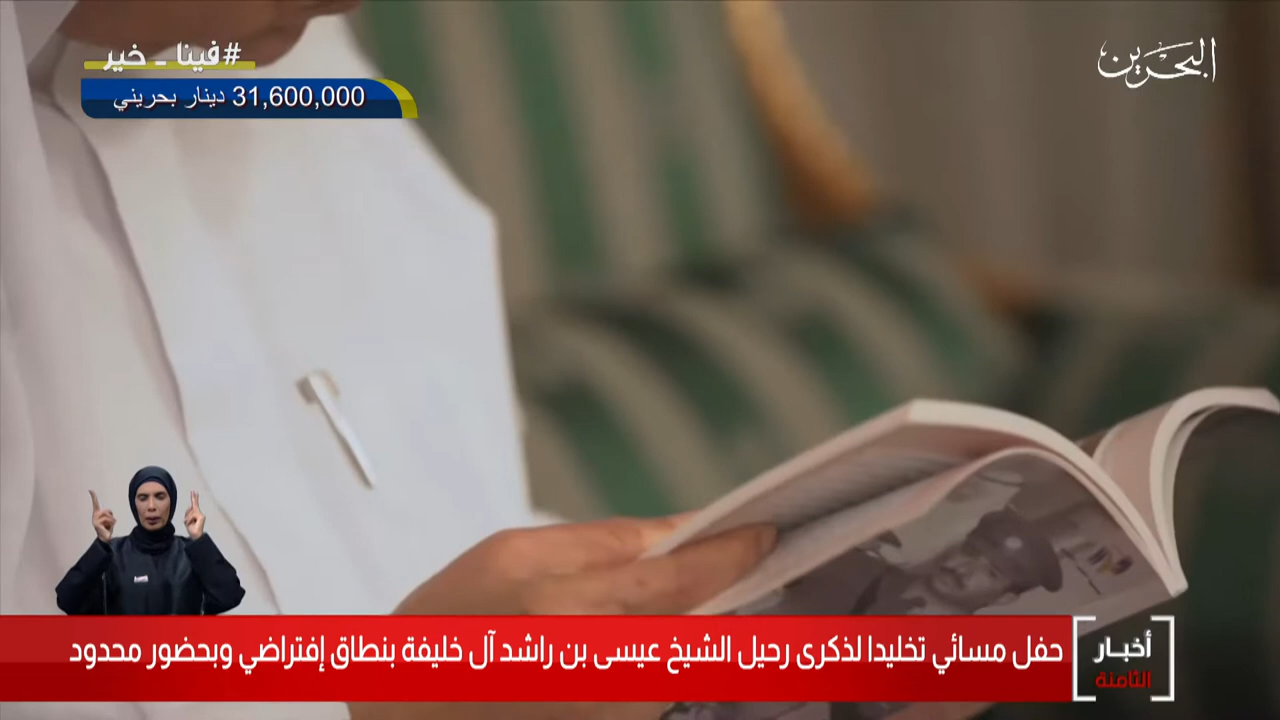 #فينا - خير
31,600,000 دينار بحريني
البحرين
أخبار
الثامنة
حفل مسائي تخليدا لذكرى رحيل الشيخ عيسى بن راشد آل خليفة بنطاق إفتراضي وبحضور محدود